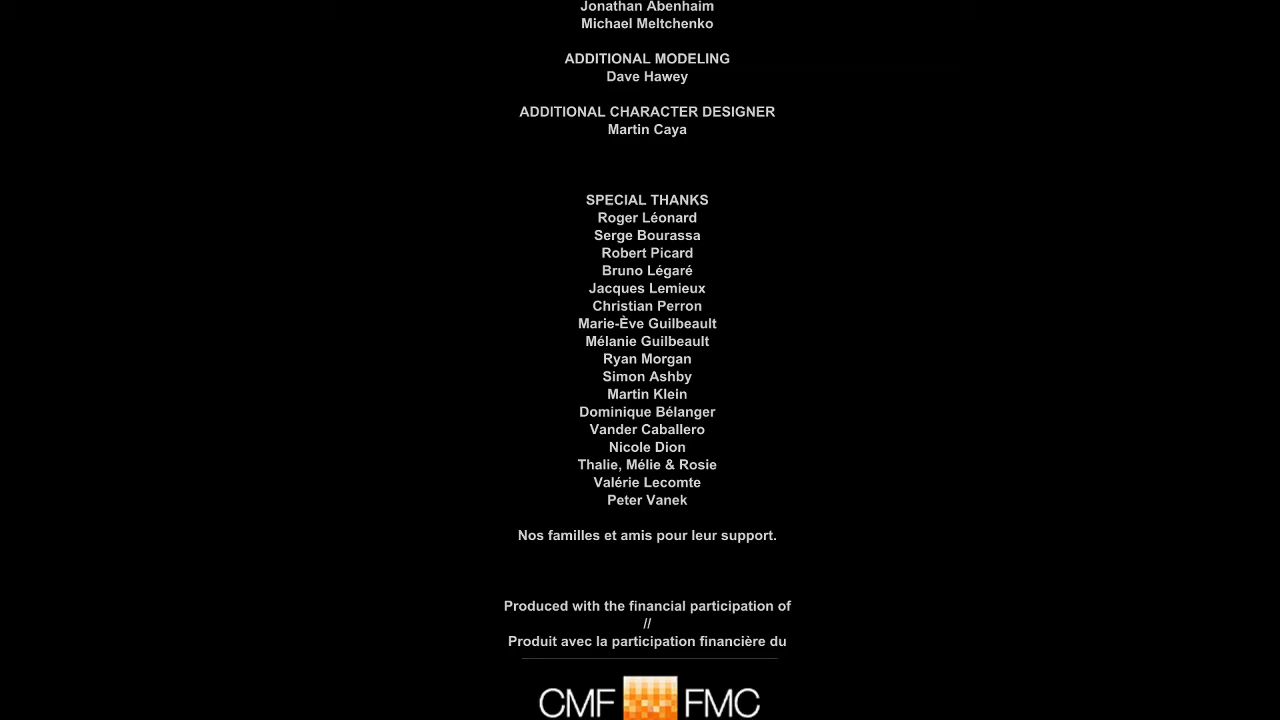 Jonathan Abenhaim
Michael Meltchenko
ADDITIONAL MODELING
Dave Hawey
ADDITIONAL CHARACTER DESIGNER
Martin Caya
SPECIAL THANKS
Roger Léonard
Serge Bourassa
Robert Picard
Bruno Légaré
Jacques Lemieux
Christian Perron
Marie-Ève Guilbeault
Mélanie Guilbeault
Ryan Morgan
Simon Ashby
Martin Klein
Dominique Bélanger
Vander Caballero
Nicole Dion
Thalie, Mélie & Rosie
Valérie Lecomte
Peter Vanek
Nos familles et amis pour leur support.
Produced with the financial participation of
//
Produit avec la participation financière du
CMF FMC